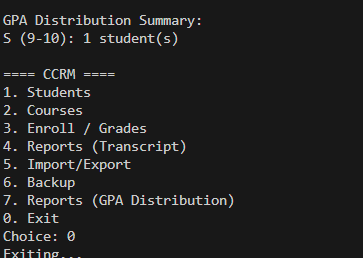 GPA Distribution Summary:
S (9-10): 1 student(s)

==== CCRM ====
1. Students
2. Courses
3. Enroll / Grades
4. Reports (Transcript)
5. Import/Export
6. Backup
7. Reports (GPA Distribution)
0. Exit
Choice: 0
Exiting...